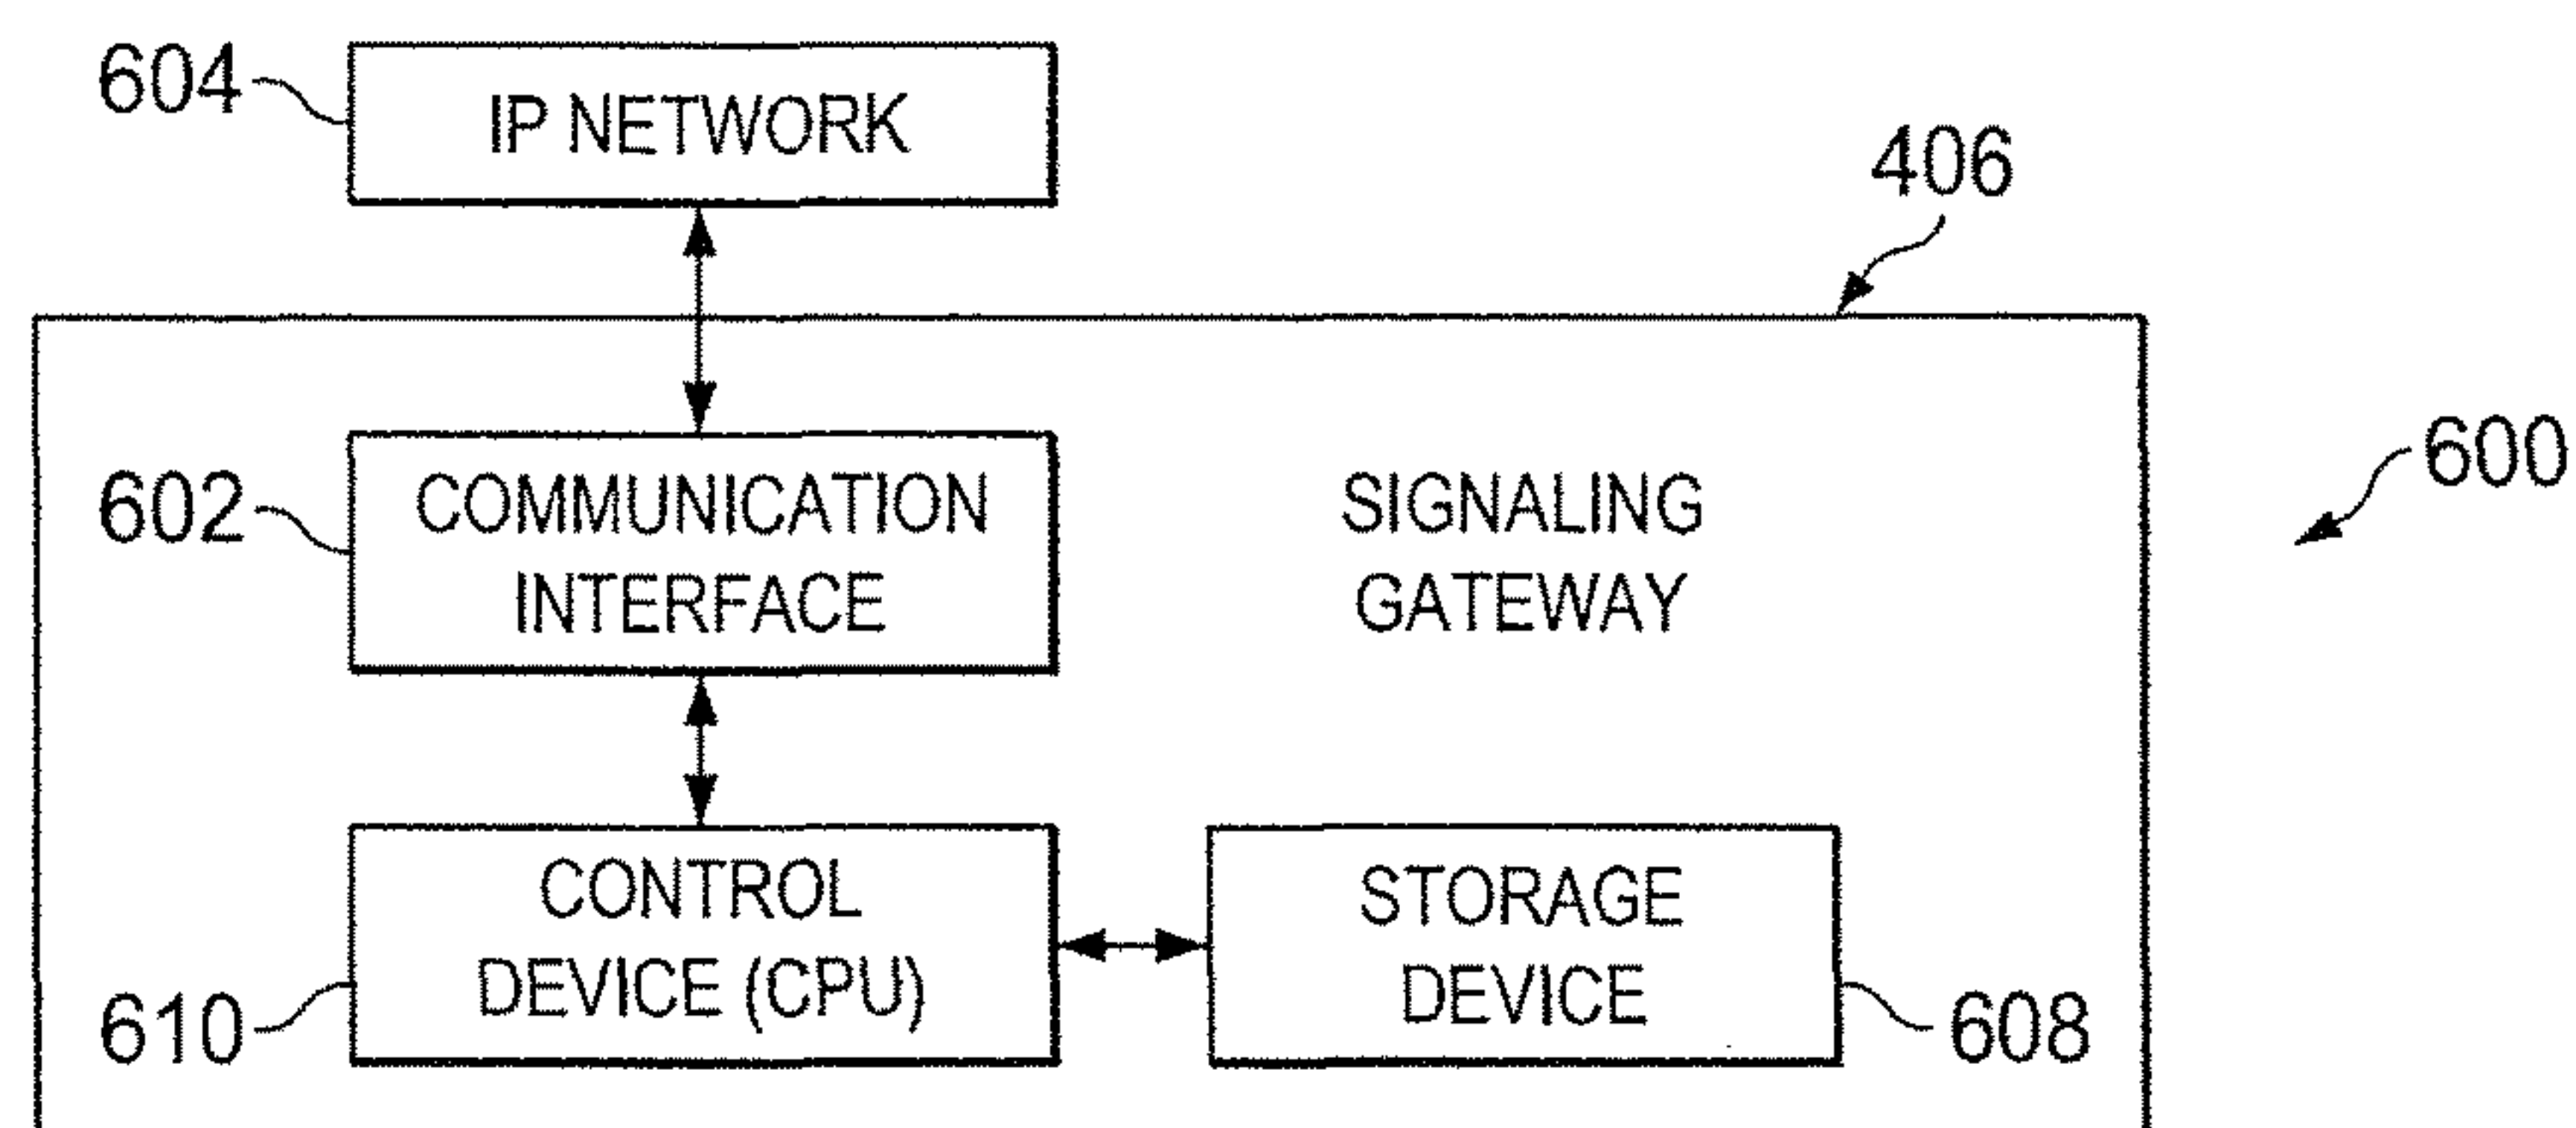 604
IP NETWORK
406
602
COMMUNICATION
INTERFACE
SIGNALING
GATEWAY
600
CONTROL
DEVICE (CPU)
610
STORAGE
DEVICE
608